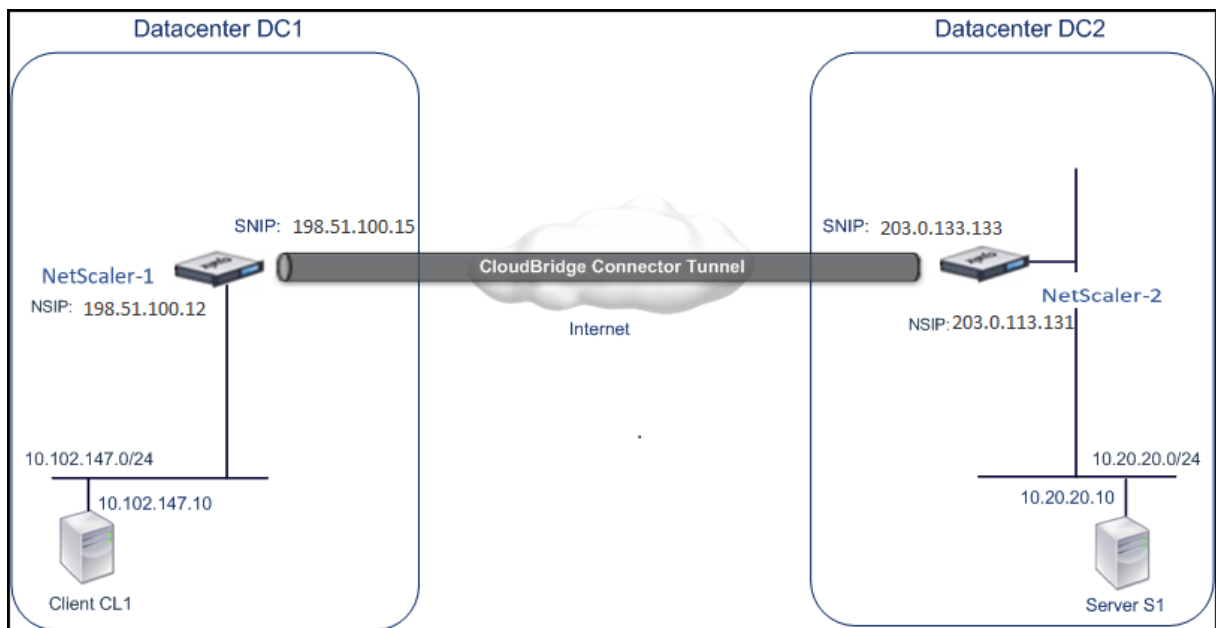 Datacenter DC1
Datacenter DC2
SNIP: 198.51.100.15
SNIP: 203.0.133.133
CloudBridge Connector Tunnel
NetScaler-1
NetScaler-2
NSIP: 198.51.100.12
NSIP: 203.0.113.131
Internet
10.102.147.0/24
10.20.20.0/24
10.102.147.10
10.20.20.10
Client CL1
Server S1